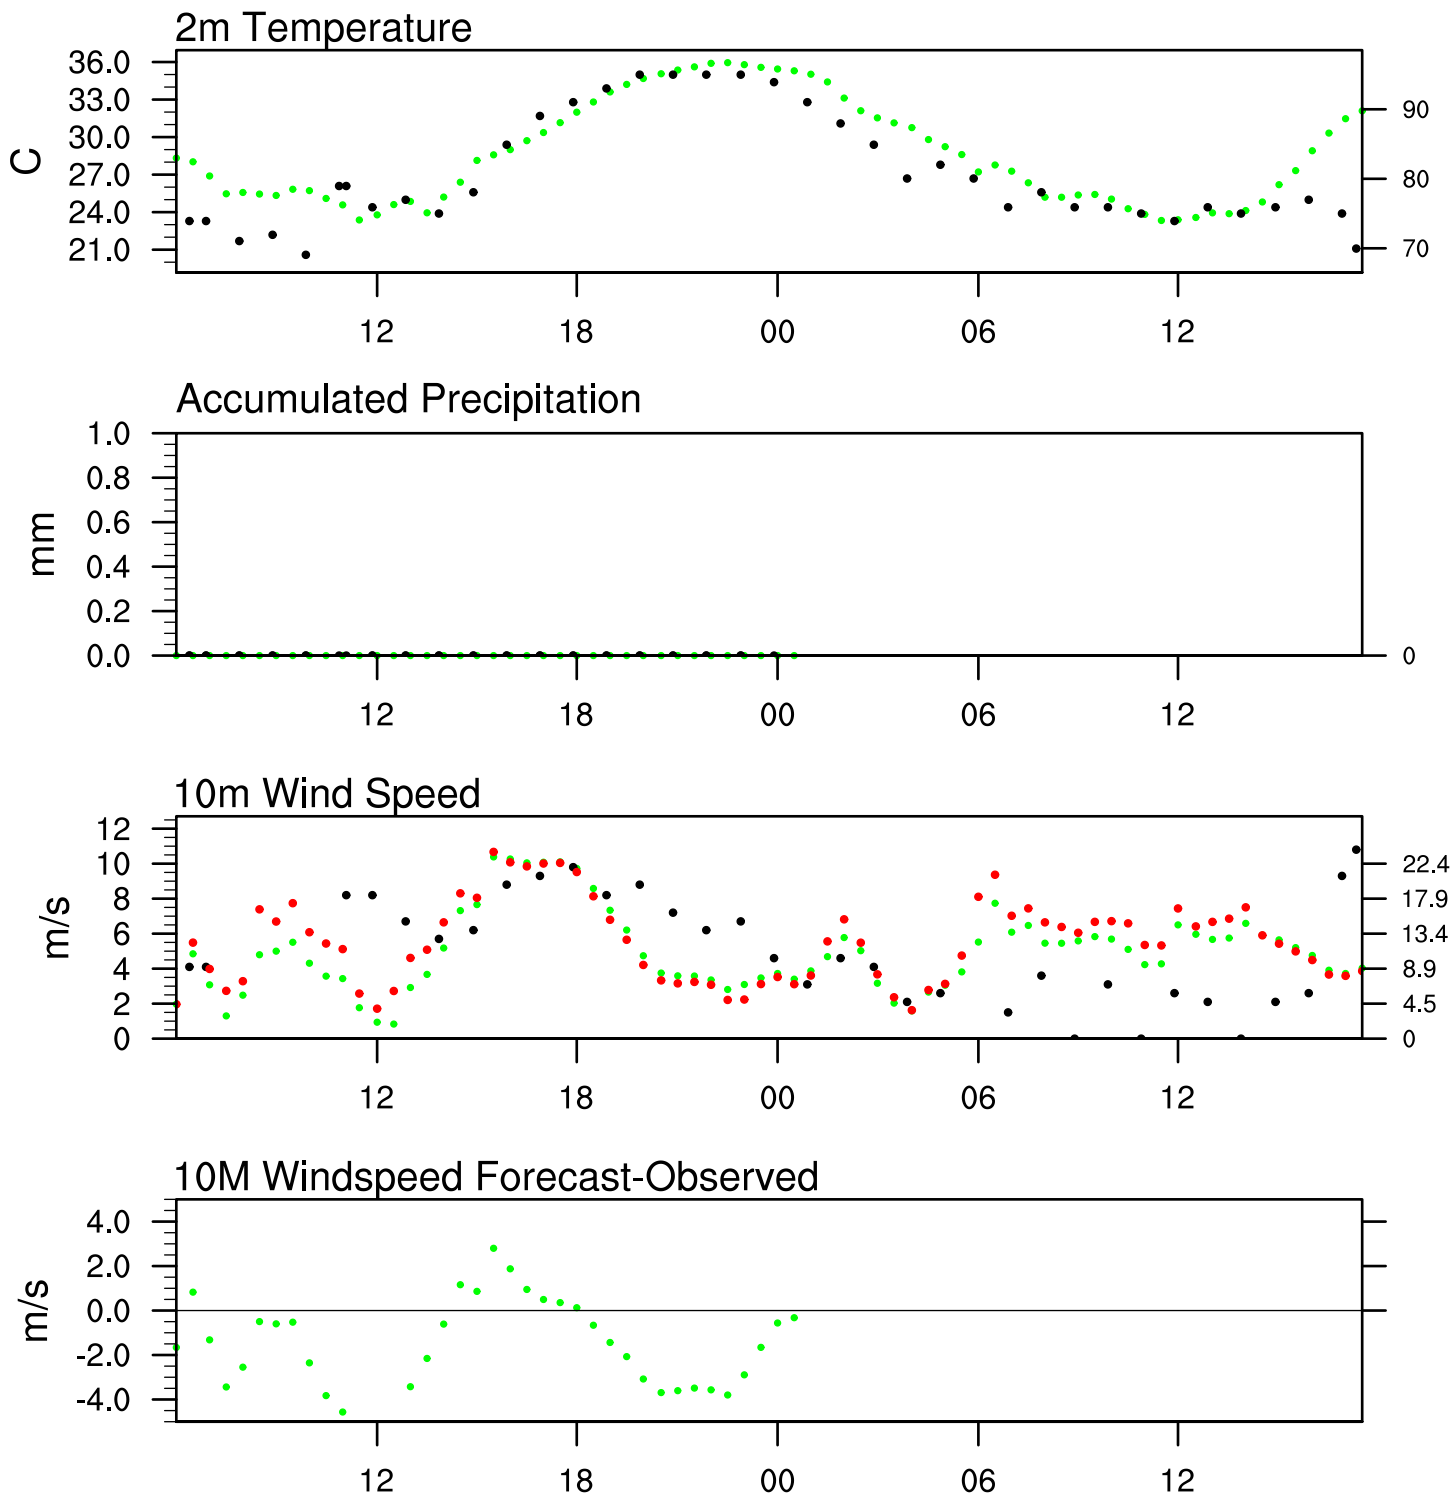 2m Temperature
36.0
33.0
30.0
27.0
24.0
21.0
C
90
80
70
12 18 00 06 12
Accumulated Precipitation
1.0
0.8
0.6
0.4
0.2
0.0
mm
0
12 18 00 06 12
10m Wind Speed
12
10
8
6
4
2
0
m/s
22.4
17.9
13.4
8.9
4.5
0
12 18 00 06 12
10M Windspeed Forecast-Observed
4.0
2.0
0.0
-2.0
-4.0
m/s
12 18 00 06 12